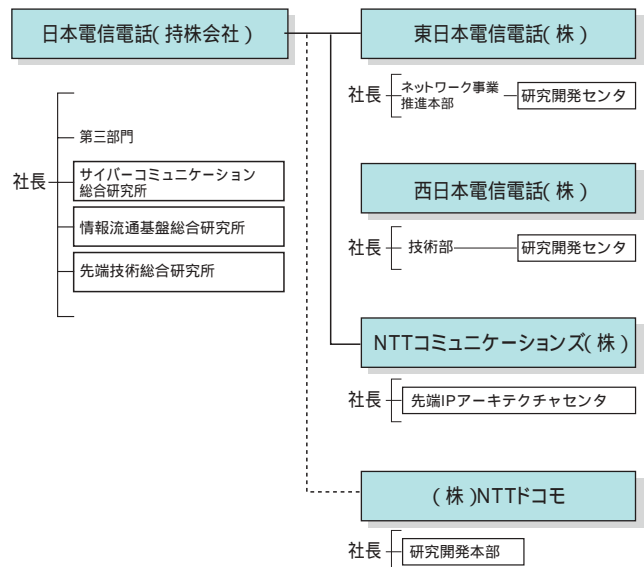 日本電信電話(持株会社)
社長
第三部門
サイバーコミュニケーション
総合研究所
情報流通基盤総合研究所
先端技術総合研究所
東日本電信電話(株)
社長
ネットワーク事業
推進本部
研究開発センタ
西日本電信電話(株)
社長
技術部
研究開発センタ
NTTコミュニケーションズ(株)
社長
先端IPアーキテクチャセンタ
(株)NTTドコモ
社長
研究開発本部